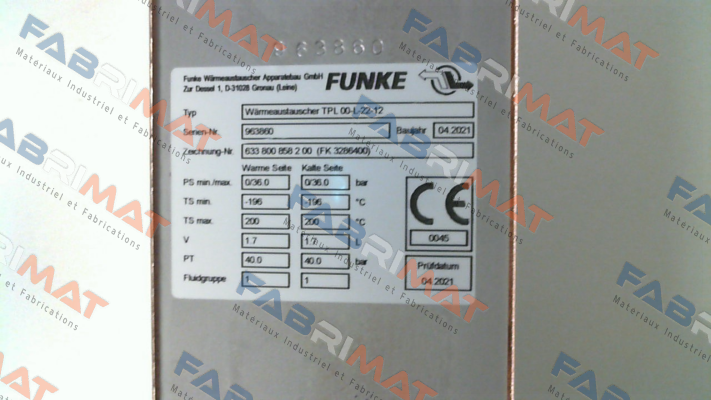 963860
Funke Wärmeaustauscher Apparatebau GmbH
Zur Dessel 1, D-31028 Gronau (Leine)
FUNKE
Typ Wärmeaustauscher TPL 00-L-22-12
Serien-Nr. 963860 Baujahr 04.2021
Zeichnung-Nr. 633 800 858 2 00 (FK 3286400)
Warme Seite Kalte Seite
PS min./max. 0/36.0 0/36.0 bar
TS min. -196 -196 °C
TS max. 200 200 °C
V 1.7 1.7
PT 40.0 40.0 bar
Fluidgruppe 1 1
CE
0045
Prüfdatum
04.2021
FABRIMAT
Materiaux Industriel et Fabrications